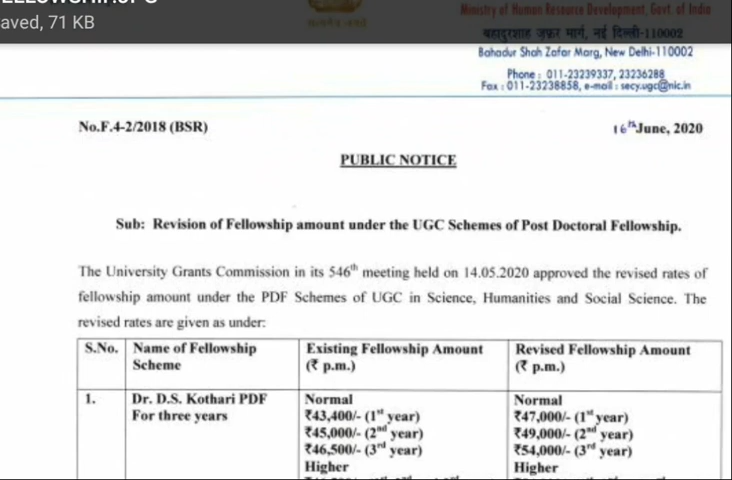 aved, 71 KB
Ministry of Human Resource Development, Govt. of India
बहादुरशाह ज़फ़र मार्ग, नई दिल्ली-110002
Bahadur Shah Zafar Marg, New Delhi-110002
Phone : 011-23239337, 23236288
Fax : 011-23238858, e-mail : secy.ugc@nic.in
No.F.4-2/2018 (BSR) 16th June, 2020
PUBLIC NOTICE
Sub: Revision of Fellowship amount under the UGC Schemes of Post Doctoral Fellowship.
The University Grants Commission in its 546th meeting held on 14.05.2020 approved the revised rates of
fellowship amount under the PDF Schemes of UGC in Science, Humanities and Social Science. The
revised rates are given as under:
S.No. Name of Fellowship Existing Fellowship Amount Revised Fellowship Amount
Scheme (₹ p.m.) (₹ p.m.)
1. Dr. D.S. Kothari PDF Normal Normal
For three years ₹43,400/- (1st year) ₹47,000/- (1st year)
₹45,000/- (2nd year) ₹49,000/- (2nd year)
₹46,500/- (3rd year) ₹54,000/- (3rd year)
Higher Higher